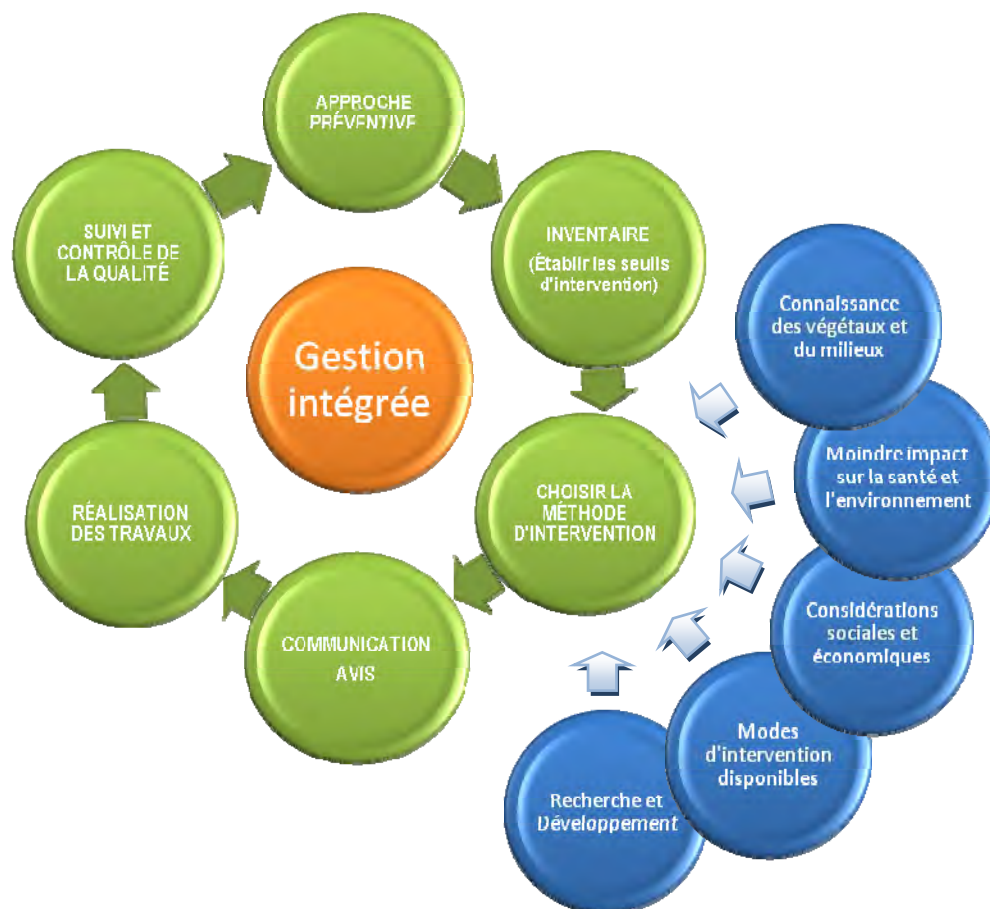 APPROCHE
PRÉVENTIVE
INVENTAIRE
(Établir les seuils
d'intervention)
CHOISIR LA
MÉTHODE
D'INTERVENTION
COMMUNICATION
AVIS
RÉALISATION
DES TRAVAUX
SUIVI ET
CONTRÔLE DE
LA QUALITÉ
Gestion
intégrée
Connaissance
des végétaux et
du milieux
Moindre impact
sur la santé et
l'environnement
Considérations
sociales et
économiques
Modes
d'intervention
disponibles
Recherche et
Développement